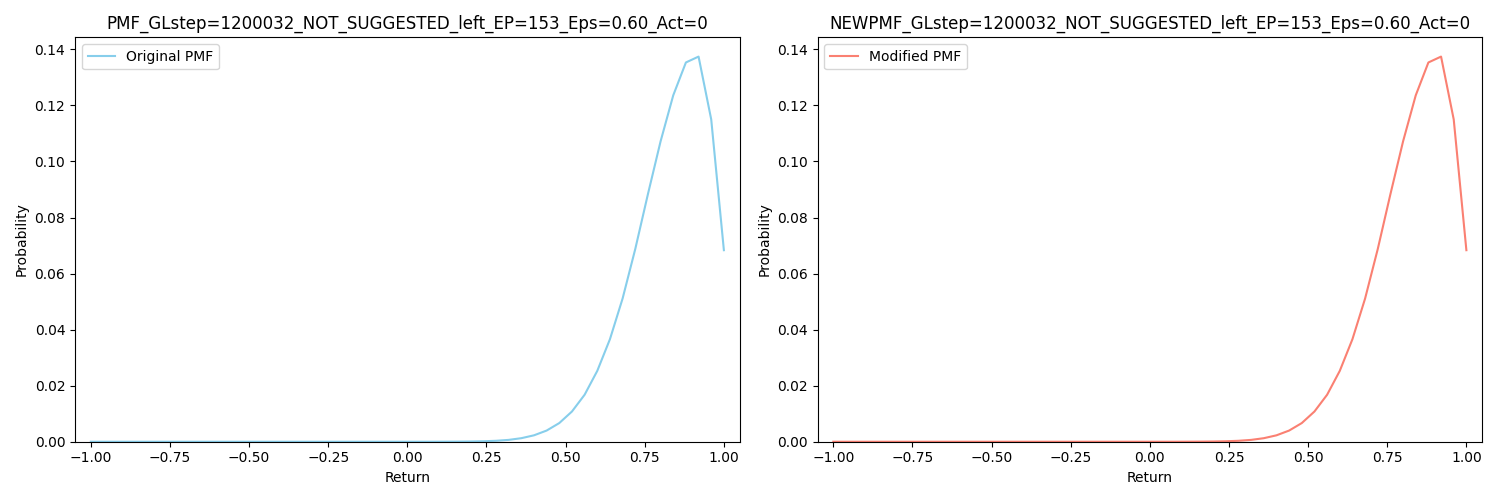 PMF_GLstep=1200032_NOT_SUGGESTED_left_EP=153_Eps=0.60_Act=0
Original PMF
Probability
0.14
0.12
0.10
0.08
0.06
0.04
0.02
0.00
−1.00 −0.75 −0.50 −0.25 0.00 0.25 0.50 0.75 1.00
Return
NEWPMF_GLstep=1200032_NOT_SUGGESTED_left_EP=153_Eps=0.60_Act=0
Modified PMF
Probability
0.14
0.12
0.10
0.08
0.06
0.04
0.02
0.00
−1.00 −0.75 −0.50 −0.25 0.00 0.25 0.50 0.75 1.00
Return